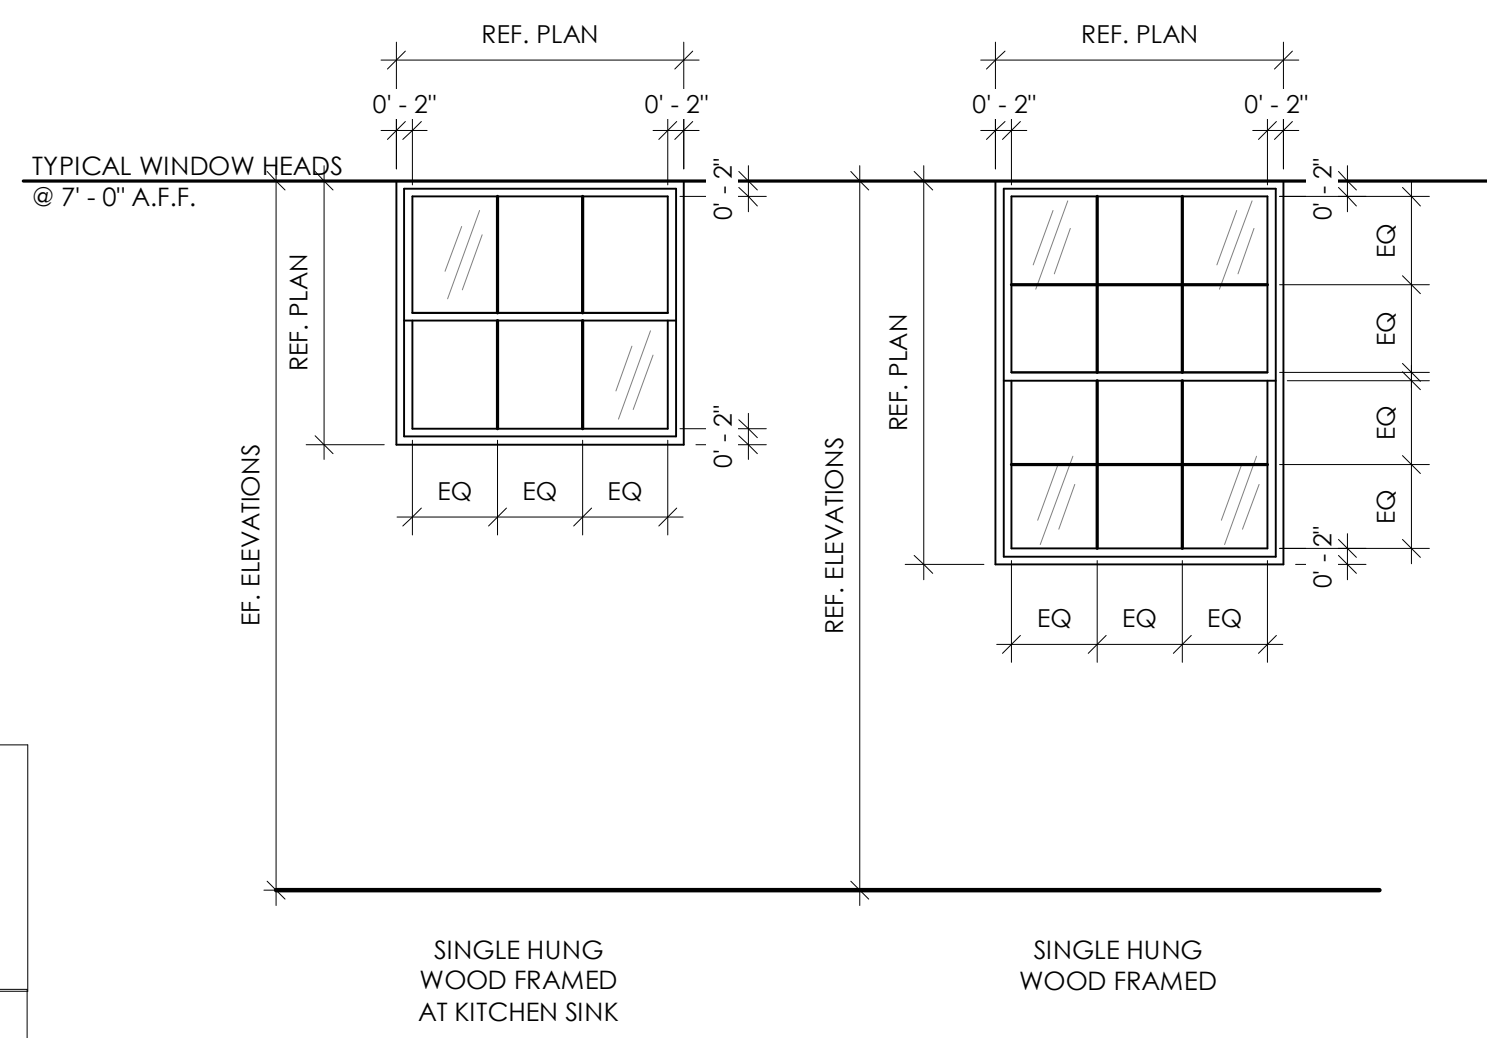 REF. PLAN
REF. PLAN
0' - 2"
0' - 2"
0' - 2"
0' - 2"
TYPICAL WINDOW HEADS
@ 7' - 0" A.F.F.
0' - 2"
0' - 2"
REF. PLAN
REF. PLAN
EQ
EQ
EQ
EQ
0' - 2"
0' - 2"
EF. ELEVATIONS
REF. ELEVATIONS
EQ EQ EQ
EQ EQ EQ
SINGLE HUNG
WOOD FRAMED
AT KITCHEN SINK
SINGLE HUNG
WOOD FRAMED